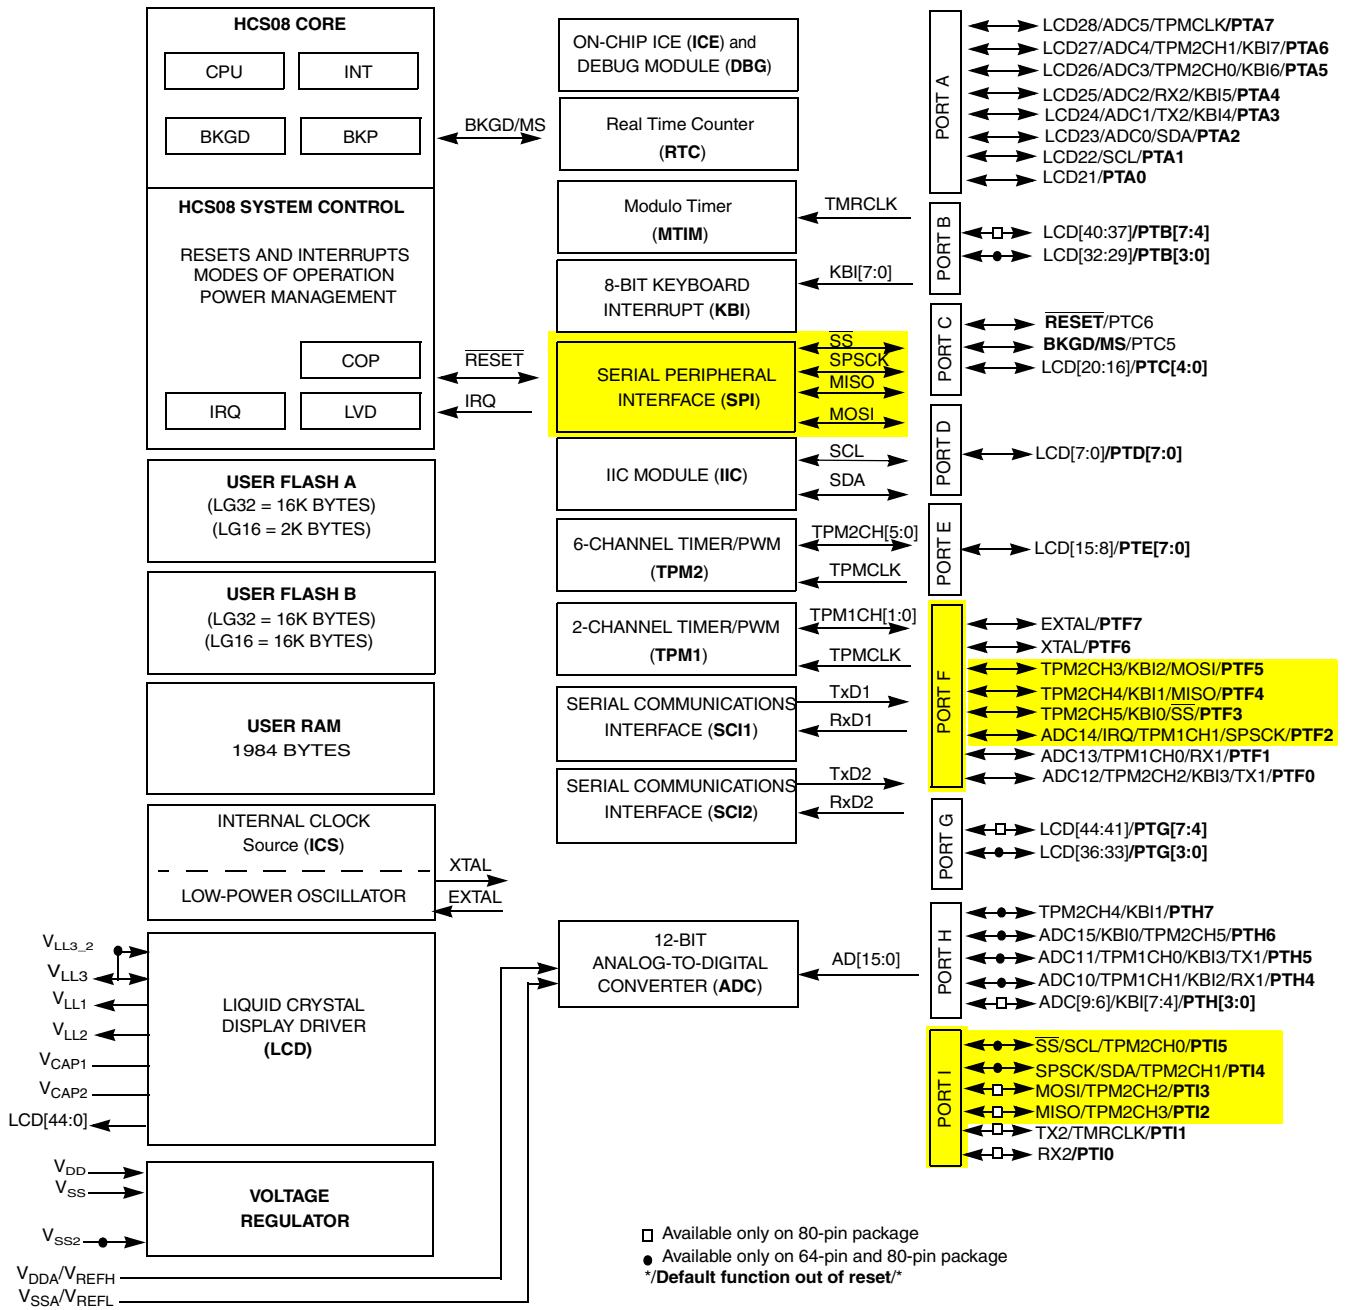 HCS08 CORE
CPU
INT
BKGD
BKP
BKGD/MS
HCS08 SYSTEM CONTROL
RESETS AND INTERRUPTS
MODES OF OPERATION
POWER MANAGEMENT
COP
RESET
IRQ
LVD
IRQ
USER FLASH A
(LG32 = 16K BYTES)
(LG16 = 2K BYTES)
USER FLASH B
(LG32 = 16K BYTES)
(LG16 = 16K BYTES)
USER RAM
1984 BYTES
INTERNAL CLOCK
Source (ICS)
LOW-POWER OSCILLATOR
XTAL
EXTAL
VLL3_2
VLL3
VLL1
VLL2
VCAP1
VCAP2
LCD[44:0]
LIQUID CRYSTAL
DISPLAY DRIVER
(LCD)
VDD
VSS
VSS2
VOLTAGE
REGULATOR
VDDA/VREFH
VSSA/VREFL
ON-CHIP ICE (ICE) and
DEBUG MODULE (DBG)
Real Time Counter
(RTC)
Modulo Timer
(MTIM)
TMRCLK
8-BIT KEYBOARD
INTERRUPT (KBI)
KBI[7:0]
SERIAL PERIPHERAL
INTERFACE (SPI)
SS
SPSCK
MISO
MOSI
IIC MODULE (IIC)
SCL
SDA
6-CHANNEL TIMER/PWM
(TPM2)
TPM2CH[5:0]
TPMCLK
2-CHANNEL TIMER/PWM
(TPM1)
TPM1CH[1:0]
TPMCLK
SERIAL COMMUNICATIONS
INTERFACE (SCI1)
TxD1
RxD1
SERIAL COMMUNICATIONS
INTERFACE (SCI2)
TxD2
RxD2
12-BIT
ANALOG-TO-DIGITAL
CONVERTER (ADC)
AD[15:0]
PORT A
LCD28/ADC5/TPMCLK/PTA7
LCD27/ADC4/TPM2CH1/KBI7/PTA6
LCD26/ADC3/TPM2CH0/KBI6/PTA5
LCD25/ADC2/RX2/KBI5/PTA4
LCD24/ADC1/TX2/KBI4/PTA3
LCD23/ADC0/SDA/PTA2
LCD22/SCL/PTA1
LCD21/PTA0
PORT B
LCD[40:37]/PTB[7:4]
LCD[32:29]/PTB[3:0]
PORT C
RESET/PTC6
BKGD/MS/PTC5
LCD[20:16]/PTC[4:0]
PORT D
LCD[7:0]/PTD[7:0]
PORT E
LCD[15:8]/PTE[7:0]
PORT F
EXTAL/PTF7
XTAL/PTF6
TPM2CH3/KBI2/MOSI/PTF5
TPM2CH4/KBI1/MISO/PTF4
TPM2CH5/KBI0/SS/PTF3
ADC14/IRQ/TPM1CH1/SPSCK/PTF2
ADC13/TPM1CH0/RX1/PTF1
ADC12/TPM2CH2/KBI3/TX1/PTF0
PORT G
LCD[44:41]/PTG[7:4]
LCD[36:33]/PTG[3:0]
PORT H
TPM2CH4/KBI1/PTH7
ADC15/KBI0/TPM2CH5/PTH6
ADC11/TPM1CH0/KBI3/TX1/PTH5
ADC10/TPM1CH1/KBI2/RX1/PTH4
ADC[9:6]/KBI[7:4]/PTH[3:0]
PORT I
SS/SCL/TPM2CH0/PTI5
SPSCK/SDA/TPM2CH1/PTI4
MOSI/TPM2CH2/PTI3
MISO/TPM2CH3/PTI2
TX2/TMRCLK/PTI1
RX2/PTI0
Available only on 80-pin package
Available only on 64-pin and 80-pin package
*/Default function out of reset/*